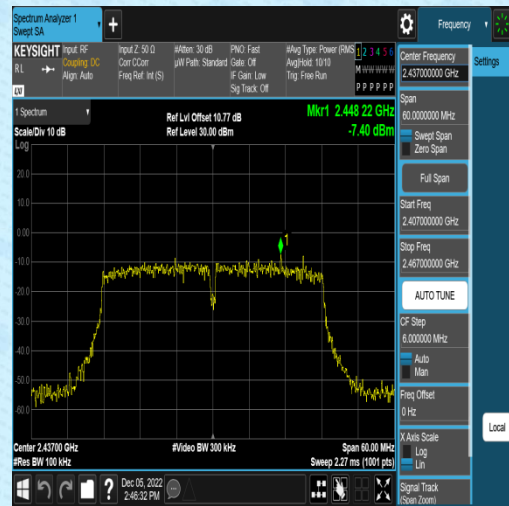 Spectrum Analyzer 1
Swept SA
+
Frequency
KEYSIGHT
RL
LXI
Input: RF
Coupling: DC
Align: Auto
Input Z: 50 Ω
Corr CCorr
Freq Ref: Int (S)
#Atten: 30 dB
µW Path: Standard
PNO: Fast
Gate: Off
IF Gain: Low
Sig Track: Off
#Avg Type: Power (RMS
Avg|Hold: 10/10
Trig: Free Run
1 2 3 4 5 6
M W W W W W
P P P P P P
1 Spectrum
Scale/Div 10 dB
Ref Lvl Offset 10.77 dB
Ref Level 30.00 dBm
Mkr1 2.448 22 GHz
-7.40 dBm
Log
20.0
10.0
0.00
-10.0
-20.0
-30.0
-40.0
-50.0
-60.0
1
Center 2.43700 GHz
#Res BW 100 kHz
#Video BW 300 kHz
Span 60.00 MHz
Sweep 2.27 ms (1001 pts)
Dec 05, 2022
2:46:32 PM
Center Frequency
2.437000000 GHz
Span
60.0000000 MHz
Swept Span
Zero Span
Full Span
Start Freq
2.407000000 GHz
Stop Freq
2.467000000 GHz
AUTO TUNE
CF Step
6.000000 MHz
Auto
Man
Freq Offset
0 Hz
X Axis Scale
Log
Lin
Signal Track
(Span Zoom)
Settings
Local